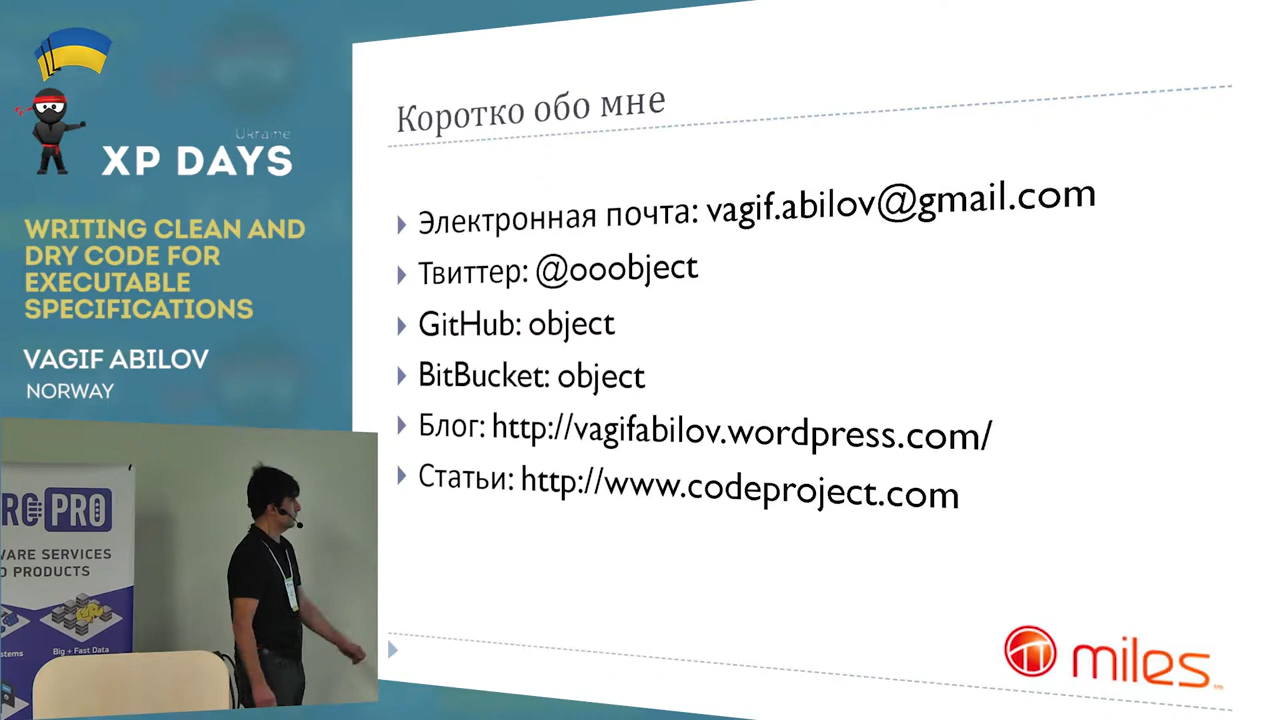 Ukraine
XP DAYS
WRITING CLEAN AND
DRY CODE FOR
EXECUTABLE
SPECIFICATIONS
VAGIF ABILOV
NORWAY
PRO
SERVICES
PRODUCTS
Big + Fast Data
Коротко обо мне
Электронная почта: vagif.abilov@gmail.com
Твиттер: @ooobject
GitHub: object
BitBucket: object
Блог: http://vagifabilov.wordpress.com/
Статьи: http://www.codeproject.com
miles